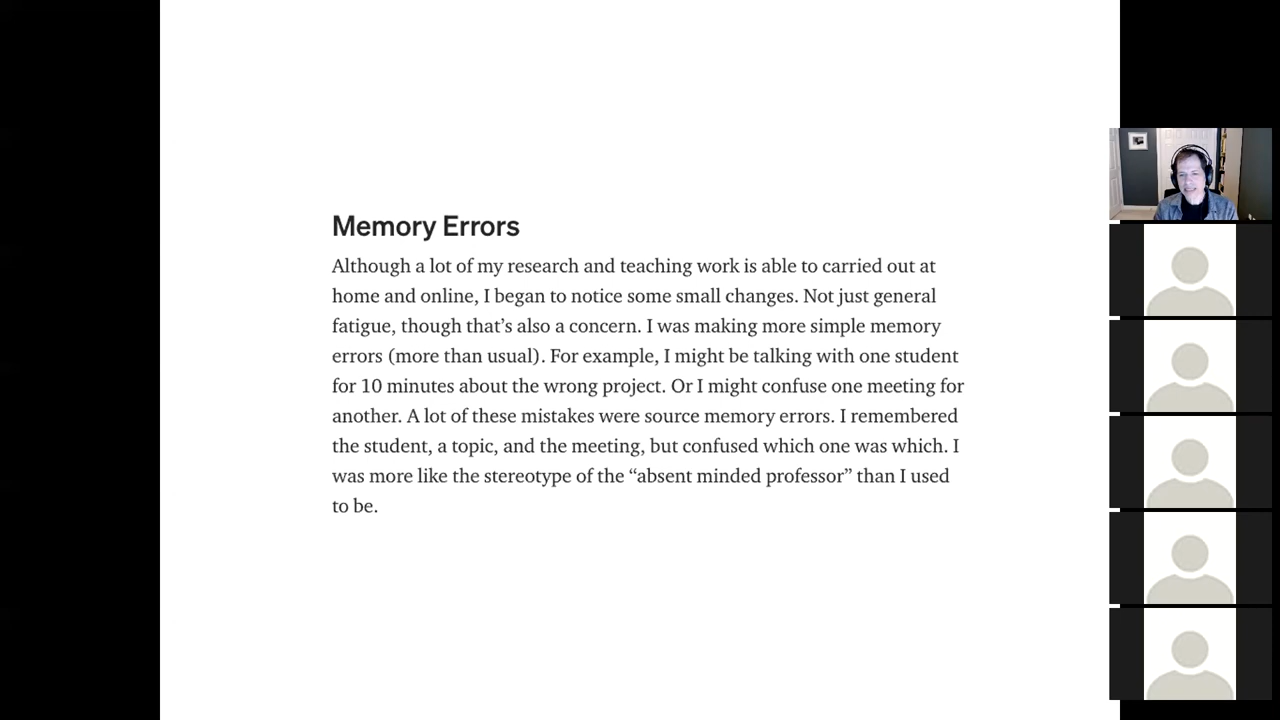 Memory Errors
Although a lot of my research and teaching work is able to carried out at
home and online, I began to notice some small changes. Not just general
fatigue, though that’s also a concern. I was making more simple memory
errors (more than usual). For example, I might be talking with one student
for 10 minutes about the wrong project. Or I might confuse one meeting for
another. A lot of these mistakes were source memory errors. I remembered
the student, a topic, and the meeting, but confused which one was which. I
was more like the stereotype of the “absent minded professor” than I used
to be.